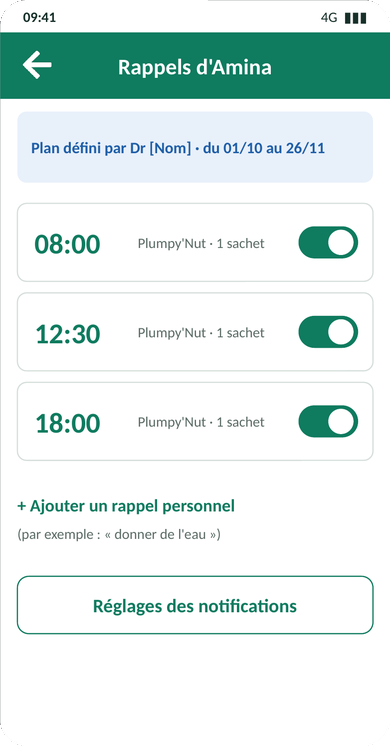 09:41 4G
Rappels d'Amina
Plan défini par Dr [Nom] · du 01/10 au 26/11
08:00 Plumpy'Nut · 1 sachet
12:30 Plumpy'Nut · 1 sachet
18:00 Plumpy'Nut · 1 sachet
+ Ajouter un rappel personnel
(par exemple : « donner de l'eau »)
Réglages des notifications